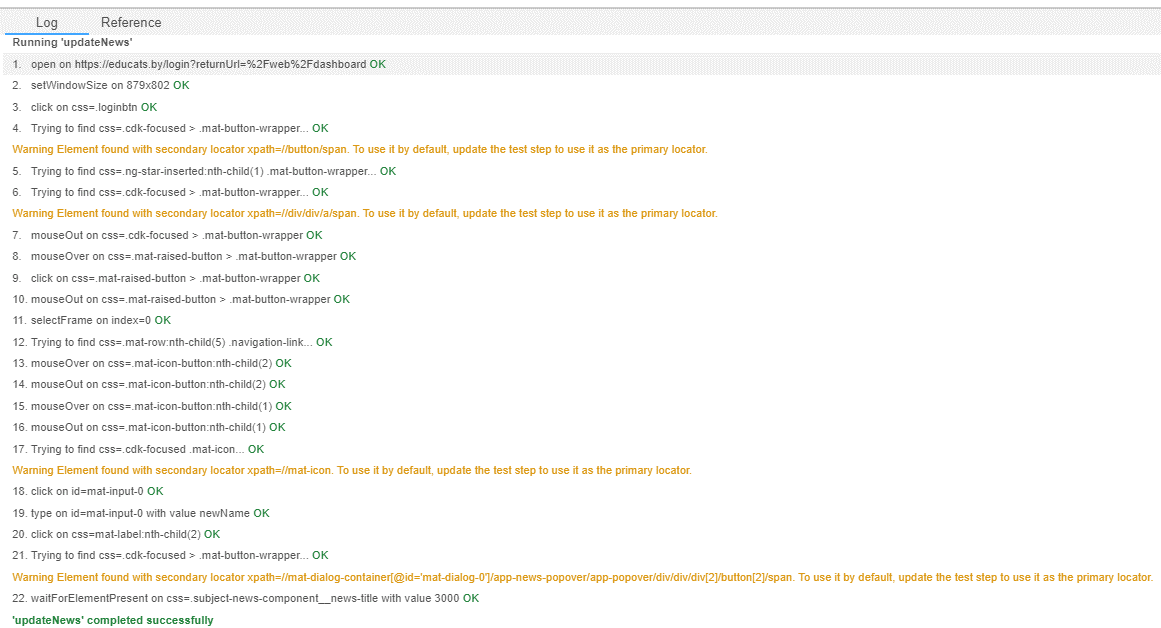 Log Reference
Running 'updateNews'
1. open on https://educats.by/login?returnUrl=%2Fweb%2Fdashboard OK
2. setWindowSize on 879x802 OK
3. click on css=.loginbtn OK
4. Trying to find css=.cdk-focused > .mat-button-wrapper... OK
Warning Element found with secondary locator xpath=//button/span. To use it by default, update the test step to use it as the primary locator.
5. Trying to find css=.ng-star-inserted:nth-child(1) .mat-button-wrapper... OK
6. Trying to find css=.cdk-focused > .mat-button-wrapper... OK
Warning Element found with secondary locator xpath=//div/div/a/span. To use it by default, update the test step to use it as the primary locator.
7. mouseOut on css=.cdk-focused > .mat-button-wrapper OK
8. mouseOver on css=.mat-raised-button > .mat-button-wrapper OK
9. click on css=.mat-raised-button > .mat-button-wrapper OK
10. mouseOut on css=.mat-raised-button > .mat-button-wrapper OK
11. selectFrame on index=0 OK
12. Trying to find css=.mat-row:nth-child(5) .navigation-link... OK
13. mouseOver on css=.mat-icon-button:nth-child(2) OK
14. mouseOut on css=.mat-icon-button:nth-child(2) OK
15. mouseOver on css=.mat-icon-button:nth-child(1) OK
16. mouseOut on css=.mat-icon-button:nth-child(1) OK
17. Trying to find css=.cdk-focused .mat-icon... OK
Warning Element found with secondary locator xpath=//mat-icon. To use it by default, update the test step to use it as the primary locator.
18. click on id=mat-input-0 OK
19. type on id=mat-input-0 with value newName OK
20. click on css=mat-label:nth-child(2) OK
21. Trying to find css=.cdk-focused > .mat-button-wrapper... OK
Warning Element found with secondary locator xpath=//mat-dialog-container[@id='mat-dialog-0']/app-news-popover/app-popover/div/div/div[2]/button[2]/span. To use it by default, update the test step to use it as the primary locator.
22. waitForElementPresent on css=.subject-news-component__news-title with value 3000 OK
'updateNews' completed successfully